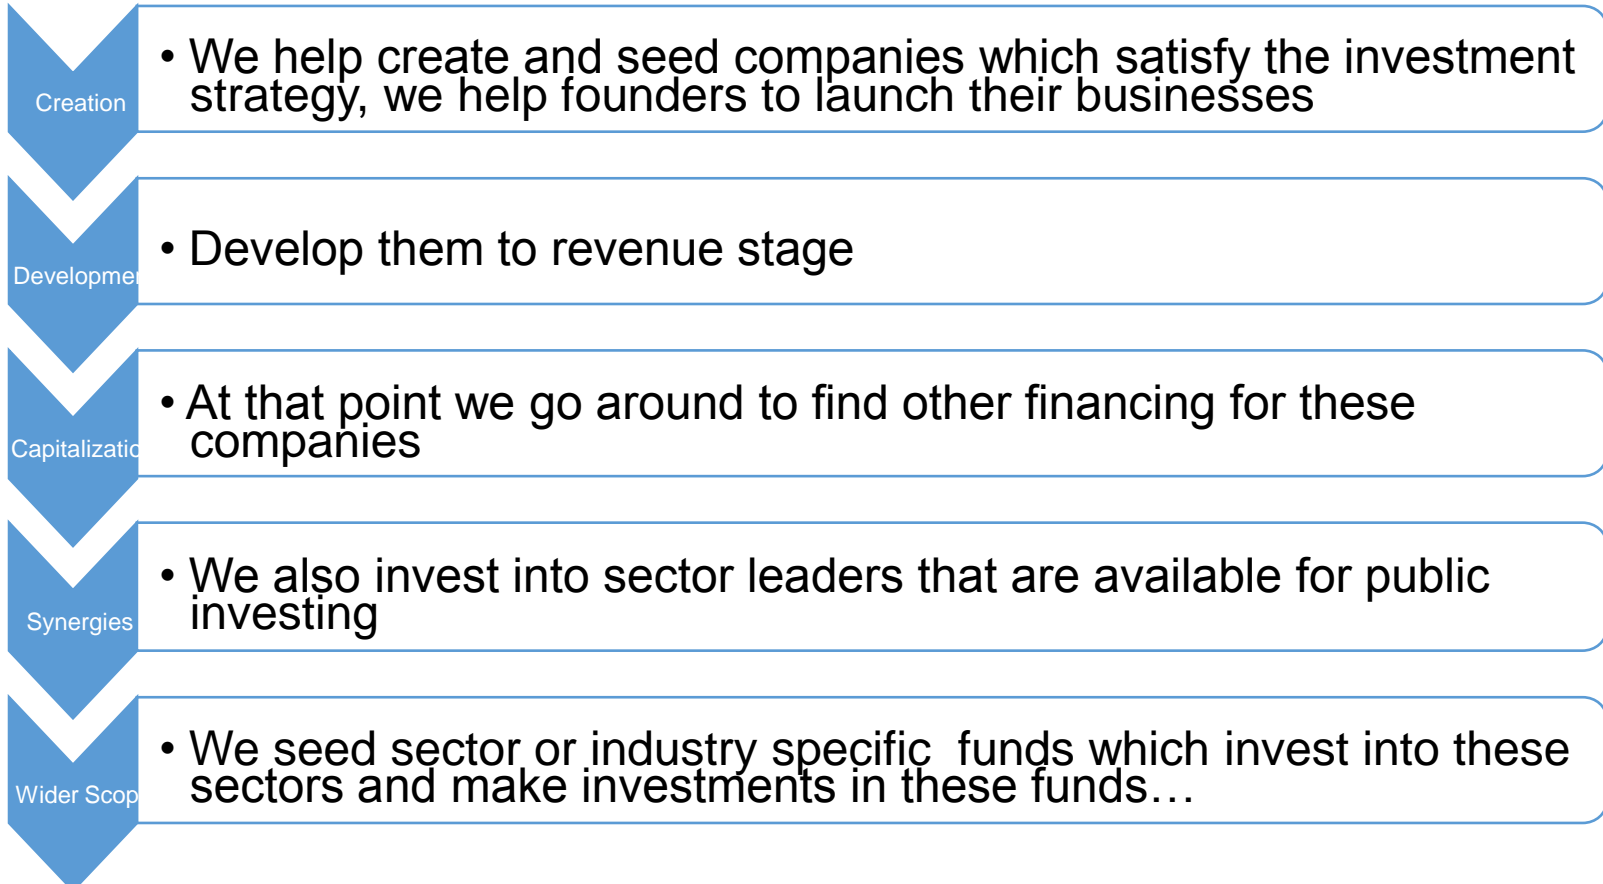 Creation
• We help create and seed companies which satisfy the investment
strategy, we help founders to launch their businesses
Developmen
• Develop them to revenue stage
Capitalizatio
• At that point we go around to find other financing for these
companies
Synergies
• We also invest into sector leaders that are available for public
investing
Wider Scop
• We seed sector or industry specific  funds which invest into these
sectors and make investments in these funds…